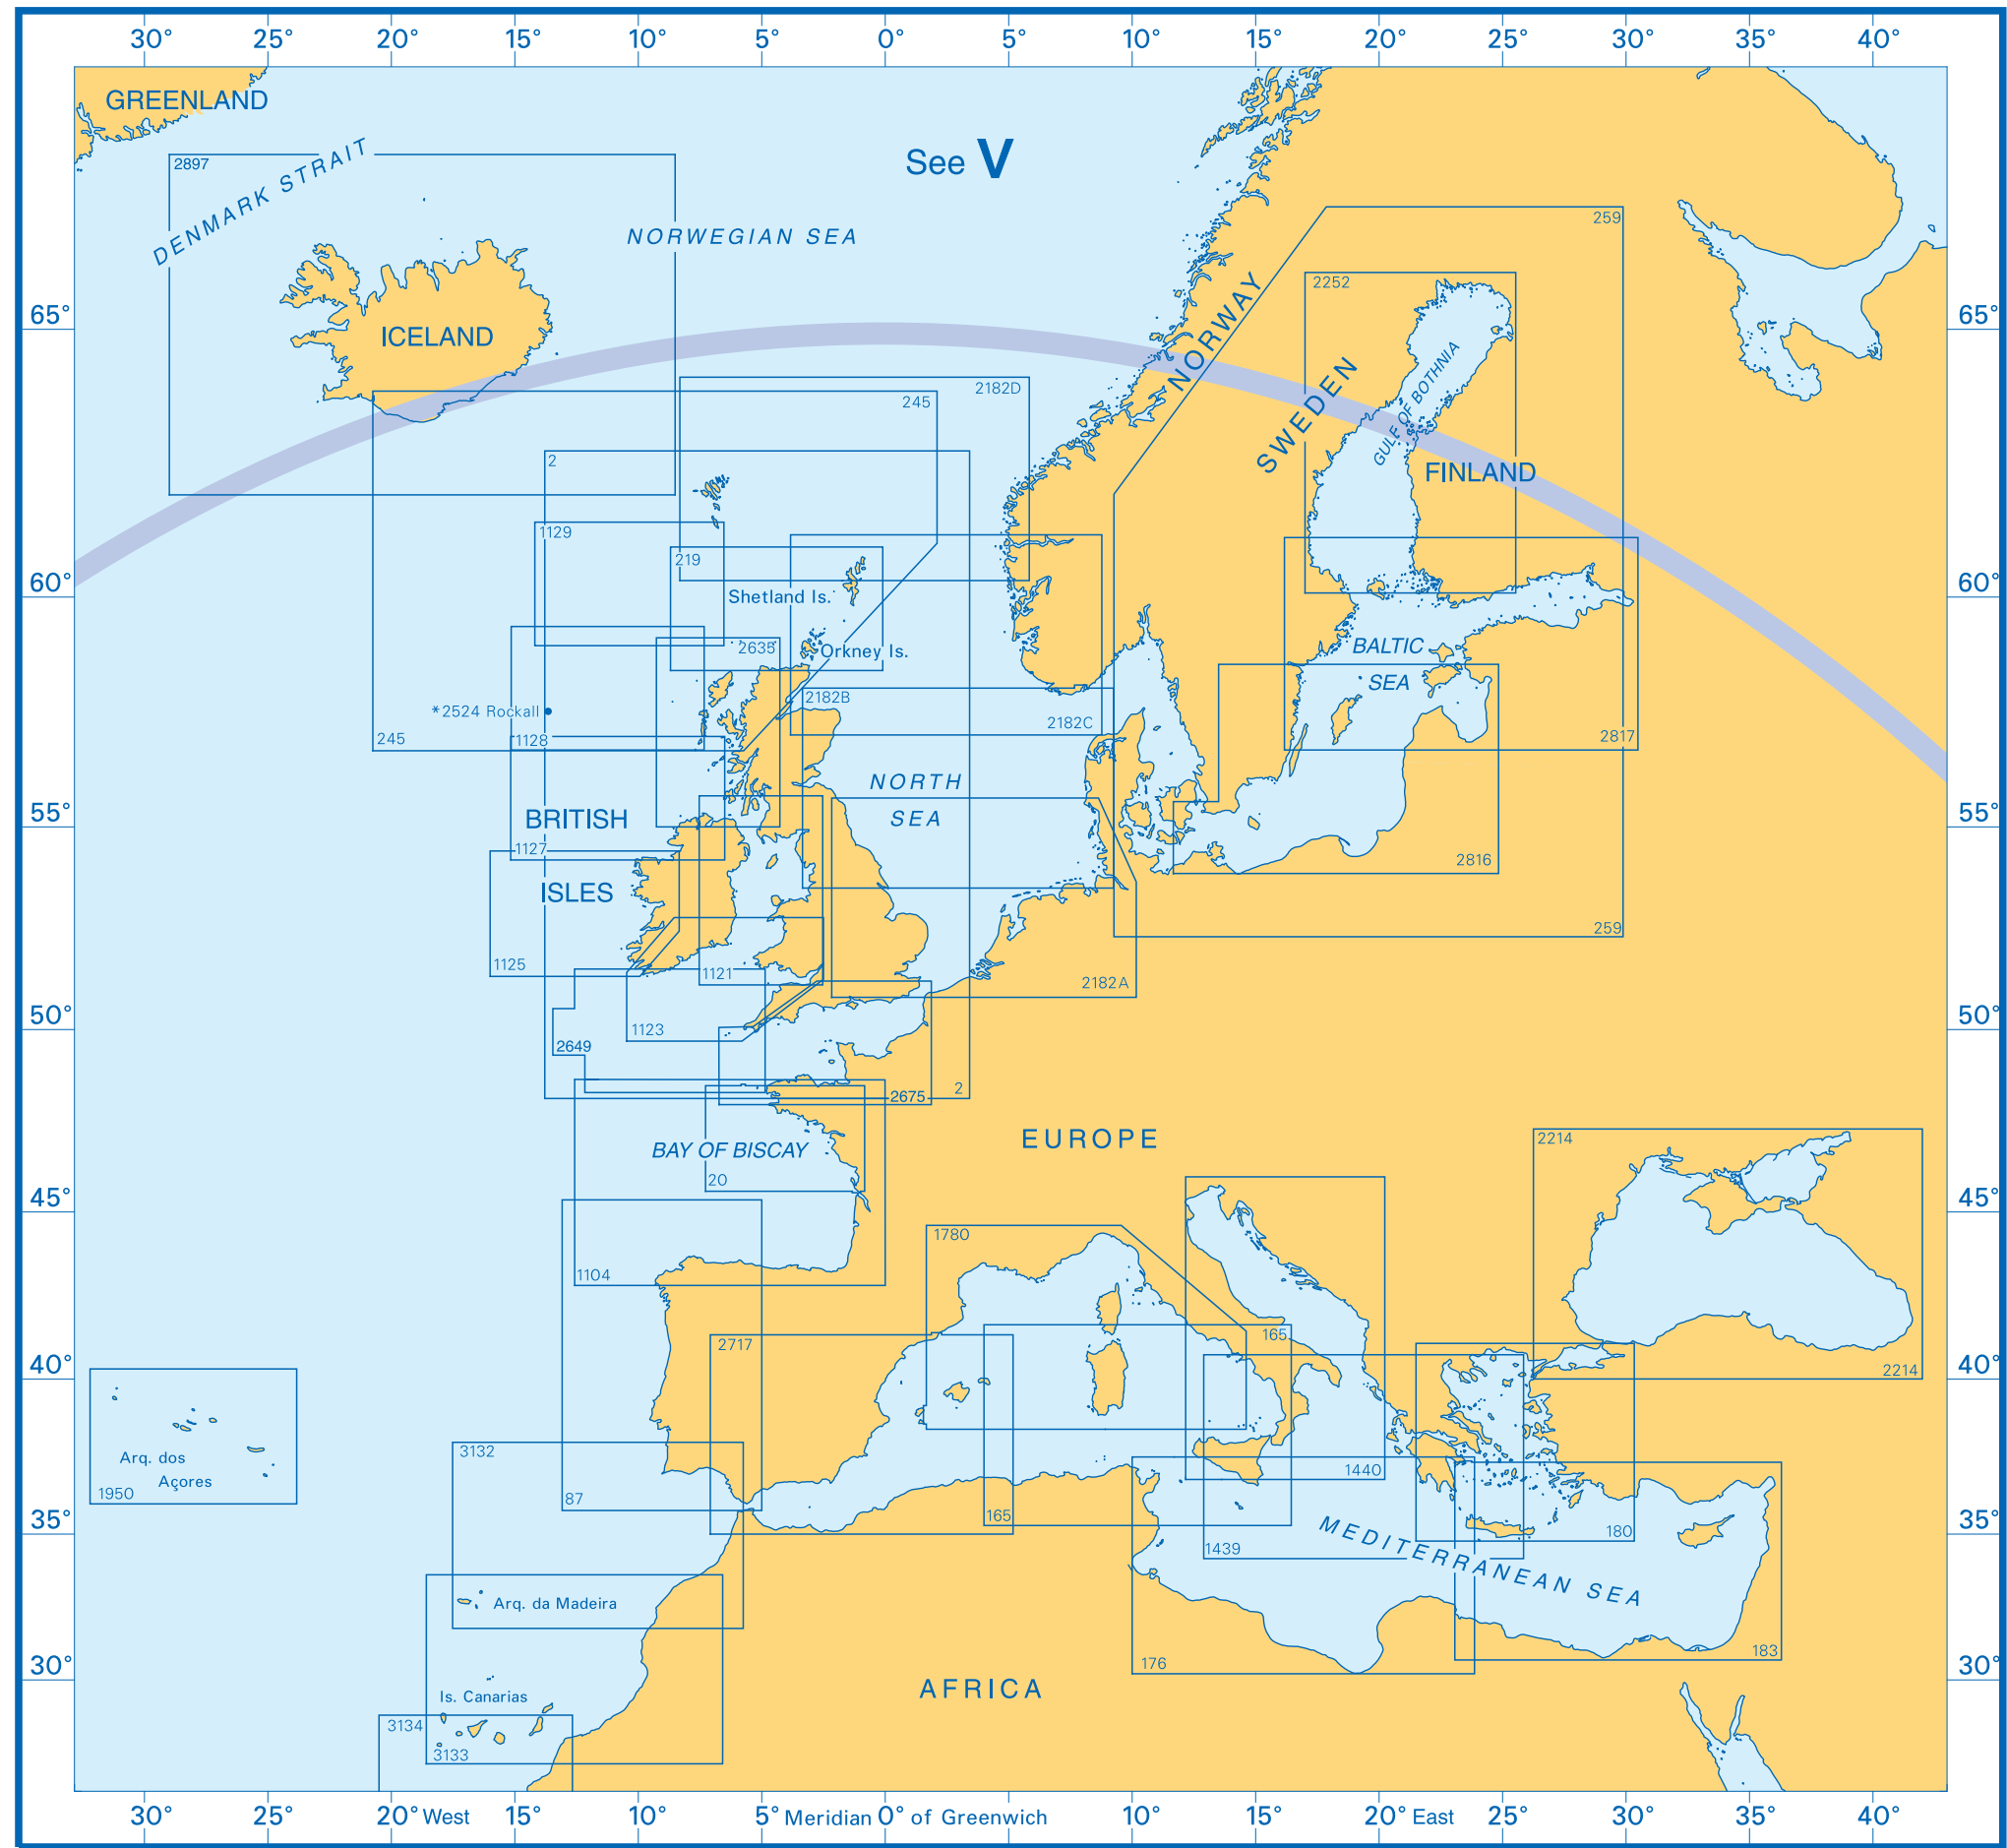 30° 25° 20° 15° 10° 5° 0° 5° 10° 15° 20° 25° 30° 35° 40°
GREENLAND
See V
2897
DENMARK STRAIT
NORWEGIAN SEA
259
2252
NORWAY
65° 65°
ICELAND
GULF OF BOTHNIA
SWEDEN
2182D
245
2
FINLAND
1129
219
60° 60°
Shetland Is.
2635
Orkney Is.
BALTIC
SEA
2182B
*2524 Rockall
2182C
245
1128
2817
NORTH
SEA
BRITISH
55° 55°
1127
2816
ISLES
259
1125
1121
2182A
50° 50°
1123
2649
2
2675
EUROPE
2214
BAY OF BISCAY
20
45° 45°
1780
1104
165
2717
40° 40°
2214
3132
Arq. dos
Açores
1440
1950
87
165
35° 35°
180
1439
MEDITERRANEAN SEA
Arq. da Madeira
183
176
30° 30°
AFRICA
Is. Canarias
3134
3133
30° 25° 20° West 15° 10° 5° Meridian 0° of Greenwich 10° 15° 20° East 25° 30° 35° 40°